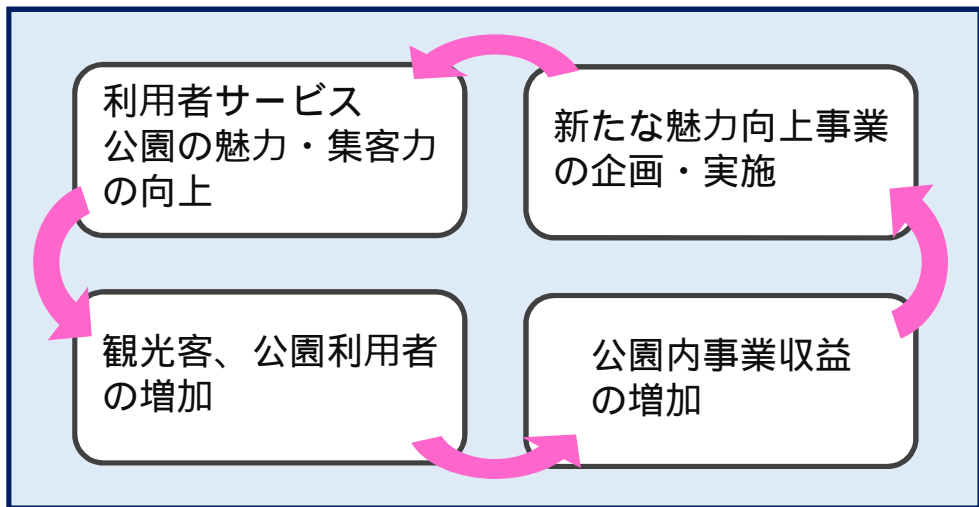 利用者サービス
公園の魅力・集客力
の向上
新たな魅力向上事業
の企画・実施
観光客、公園利用者
の増加
公園内事業収益
の増加